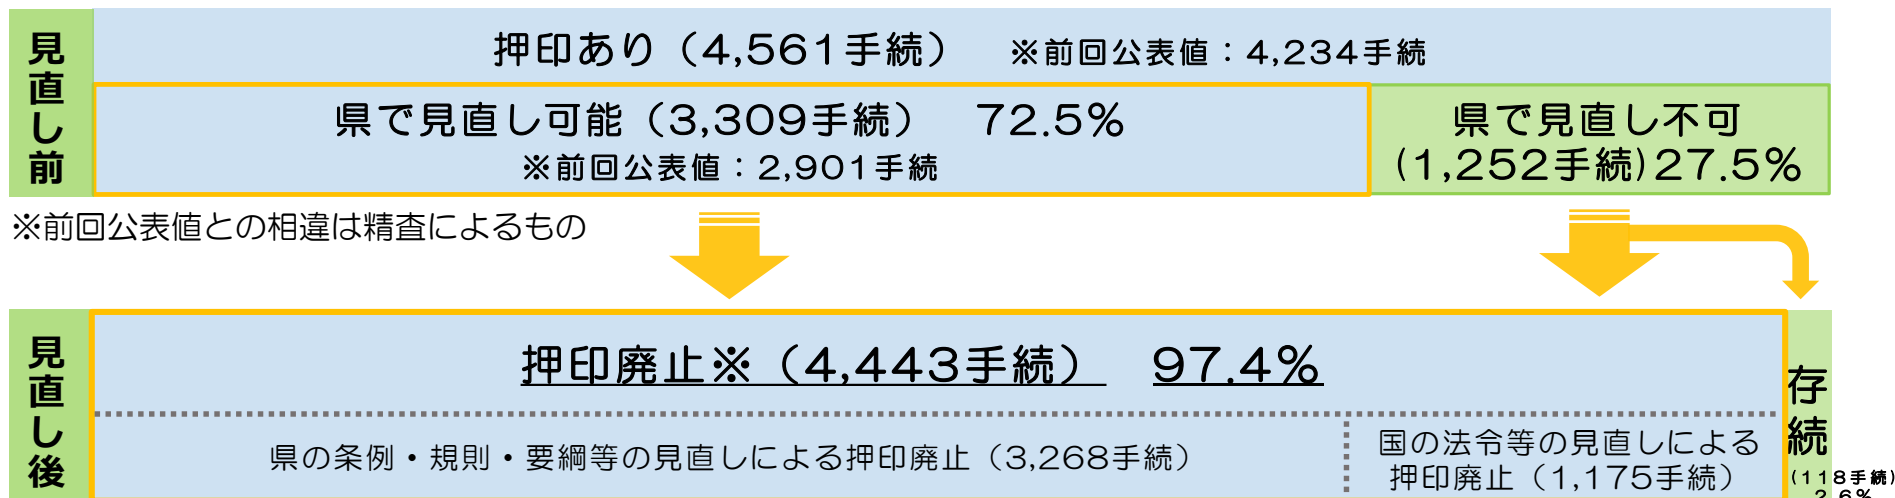 見直し前
押印あり（4,561手続） ※前回公表値：4,234手続
県で見直し可能（3,309手続） 72.5%
※前回公表値：2,901手続
県で見直し不可
(1,252手続)27.5%
※前回公表値との相違は精査によるもの
見直し後
押印廃止※（4,443手続） 97.4%
県の条例・規則・要綱等の見直しによる押印廃止（3,268手続）
国の法令等の見直しによる
押印廃止（1,175手続）
存続
(118手続)
2.6%